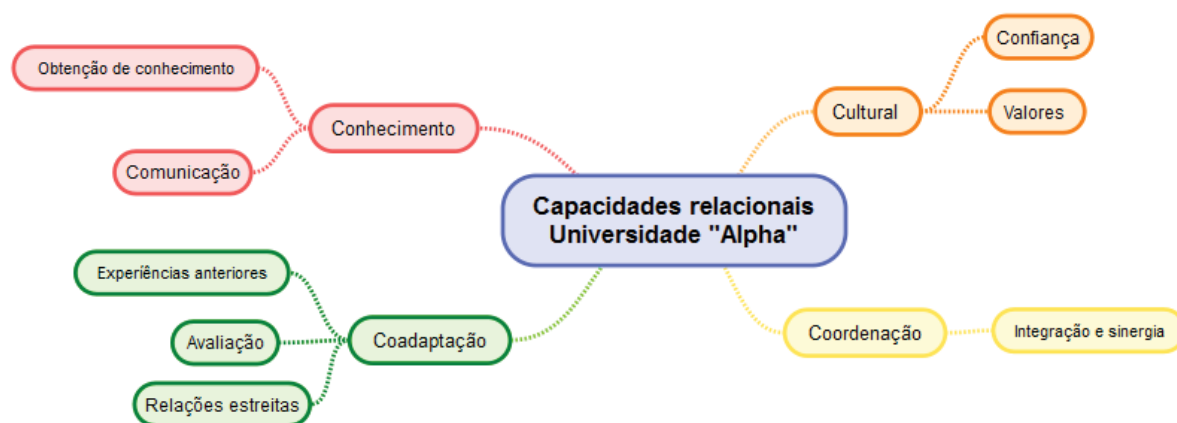 Obtenção de conhecimento
Conhecimento
Comunicação
Confiança
Cultural
Valores
Capacidades relacionais
Universidade "Alpha"
Experîências anteriores
Avaliação
Coadaptação
Relações estreitas
Coordenação
Integração e sinergia